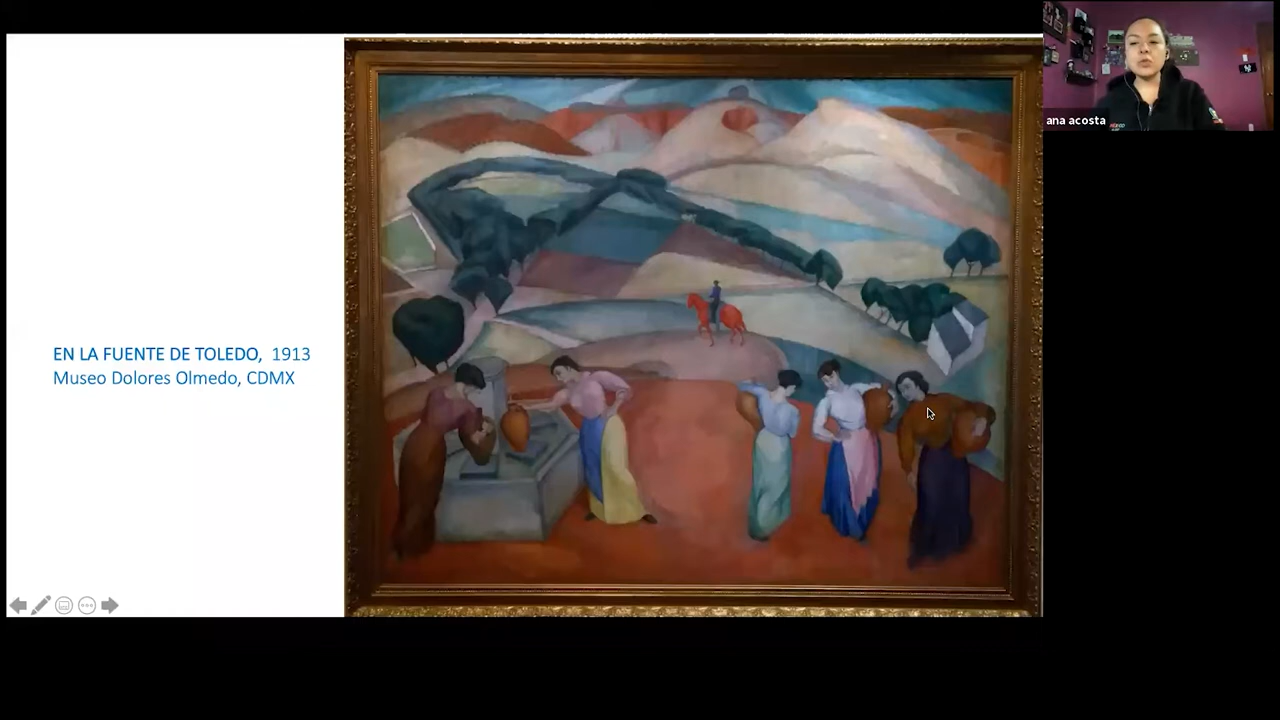 EN LA FUENTE DE TOLEDO, 1913
Museo Dolores Olmedo, CDMX
ana acosta